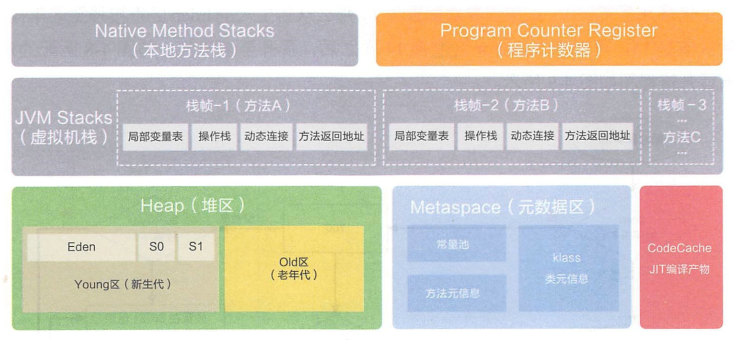 Native Method Stacks
（本地方法栈）
Program Counter Register
（程序计数器）
JVM Stacks
（虚拟机栈）
栈帧-1（方法A）
局部变量表 操作栈 动态连接 方法返回地址
栈帧-2（方法B）
局部变量表 操作栈 动态连接 方法返回地址
栈帧-3
...
方法C
...
Heap（堆区）
Eden S0 S1
Young区（新生代）
Old区
（老年代）
Metaspace（元数据区）
常量池
方法元信息
klass
类元信息
CodeCache
JIT编译产物